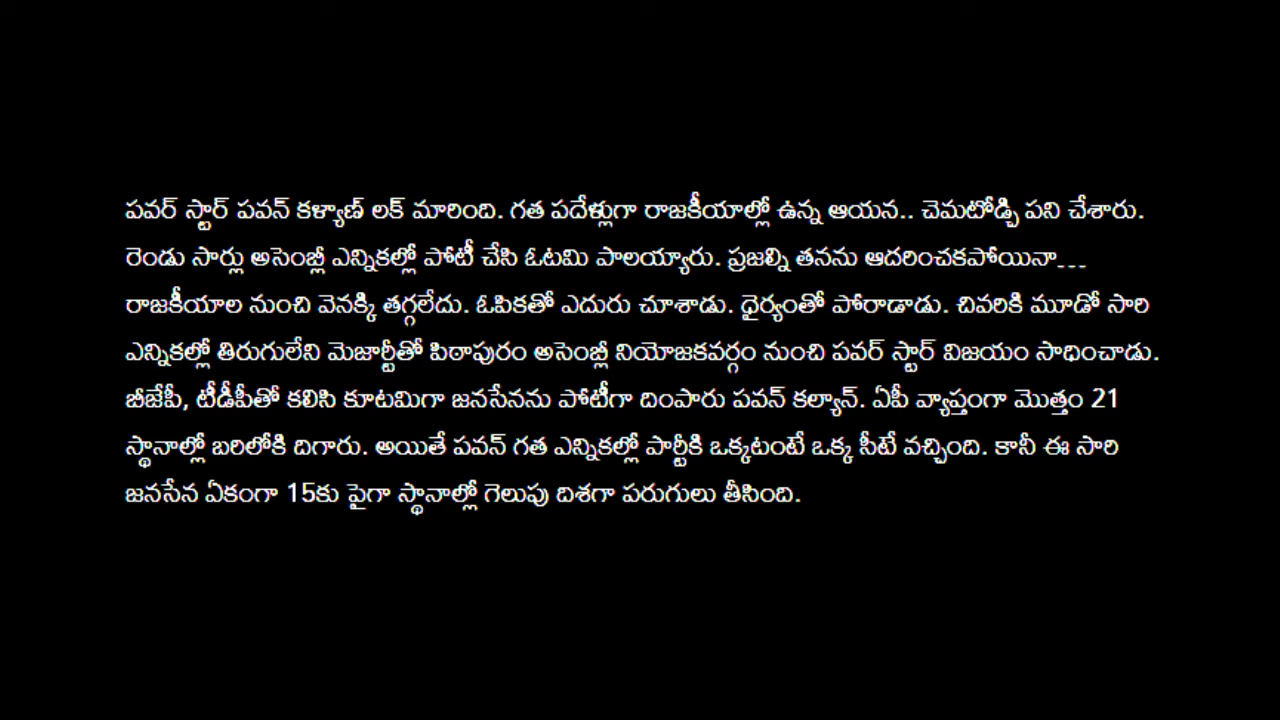 పవర్ స్టార్ పవన్ కళ్యాణ్ లక్ మారింది. గత పదేళ్లుగా రాజకీయాల్లో ఉన్న ఆయన.. చెమటోడ్చి పని చేశారు.
రెండు సార్లు అసెంబ్లీ ఎన్నికల్లో పోటీ చేసి ఓటమి పాలయ్యారు. ప్రజల్ని తనను ఆదరించకపోయినా...
రాజకీయాల నుంచి వెనక్కి తగ్గలేదు. ఓపికతో ఎదురు చూశాడు. ధైర్యంతో పోరాడాడు. చివరికి మూడో సారి
ఎన్నికల్లో తిరుగులేని మెజార్టీతో పిఠాపురం అసెంబ్లీ నియోజకవర్గం నుంచి పవర్ స్టార్ విజయం సాధించాడు.
బీజేపీ, టీడీపీతో కలిసి కూటమిగా జనసేనను పోటీగా దింపారు పవన్ కల్యాన్. ఏపీ వ్యాప్తంగా మొత్తం 21
స్థానాల్లో బరిలోకి దిగారు. అయితే పవన్ గత ఎన్నికల్లో పార్టీకి ఒక్కటంటే ఒక్క సీటే వచ్చింది. కానీ ఈ సారి
జనసేన ఏకంగా 15కు పైగా స్థానాల్లో గెలుపు దిశగా పరుగులు తీసింది.